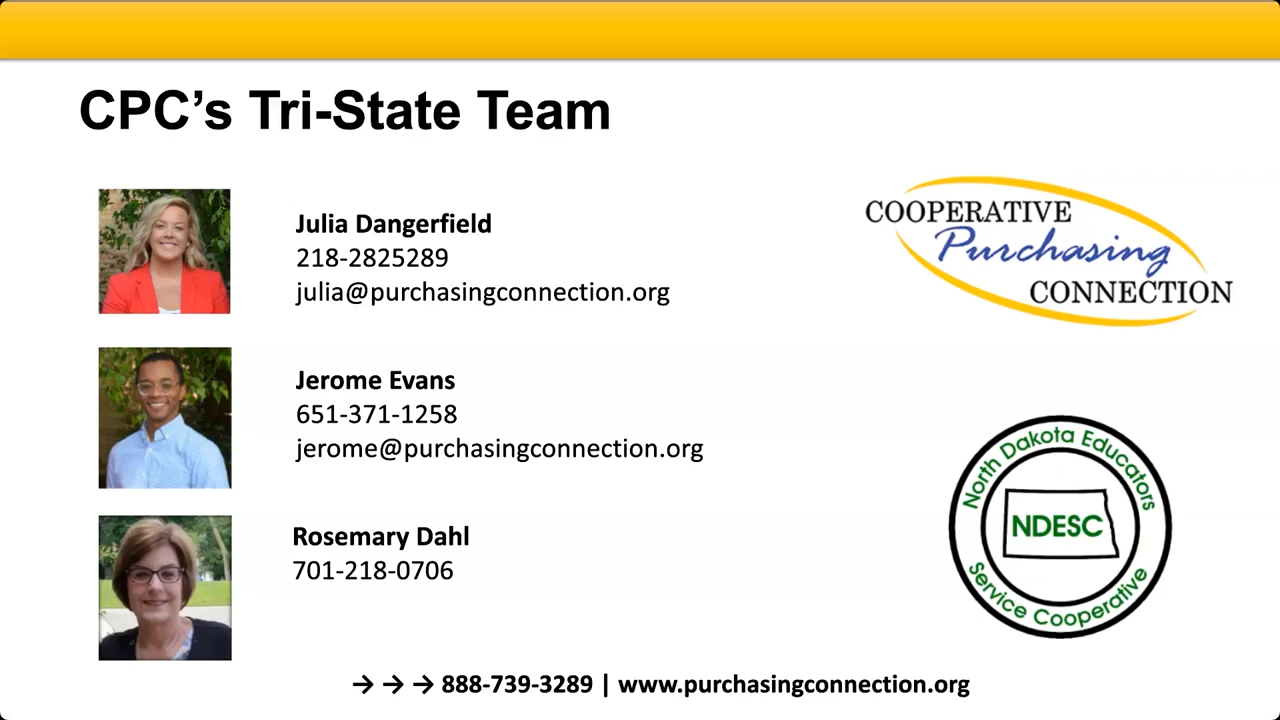 CPC’s Tri-State Team
Julia Dangerfield
218-2825289
julia@purchasingconnection.org
Jerome Evans
651-371-1258
jerome@purchasingconnection.org
Rosemary Dahl
701-218-0706
COOPERATIVE
Purchasing
CONNECTION
North Dakota Educators
NDESC
Service Cooperative
→ → → 888-739-3289 | www.purchasingconnection.org